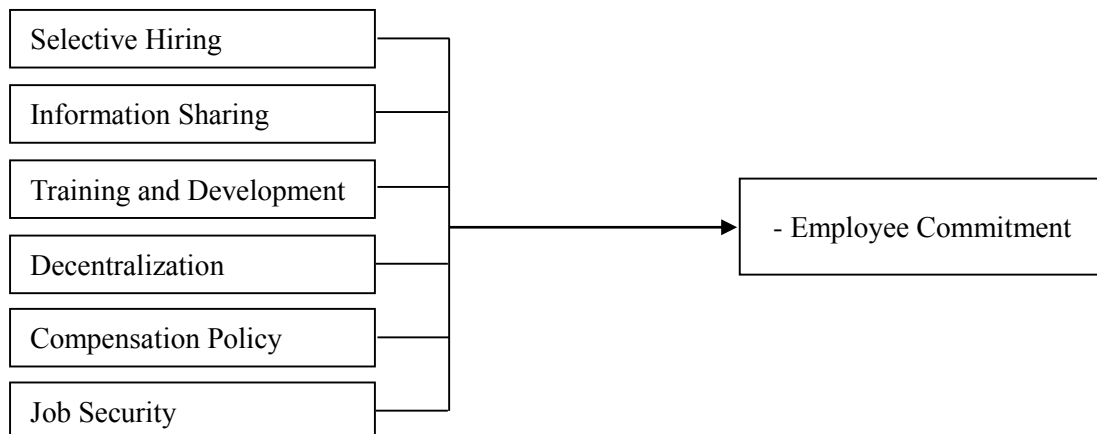 Selective Hiring
Information Sharing
Training and Development
Decentralization
Compensation Policy
Job Security
- Employee Commitment